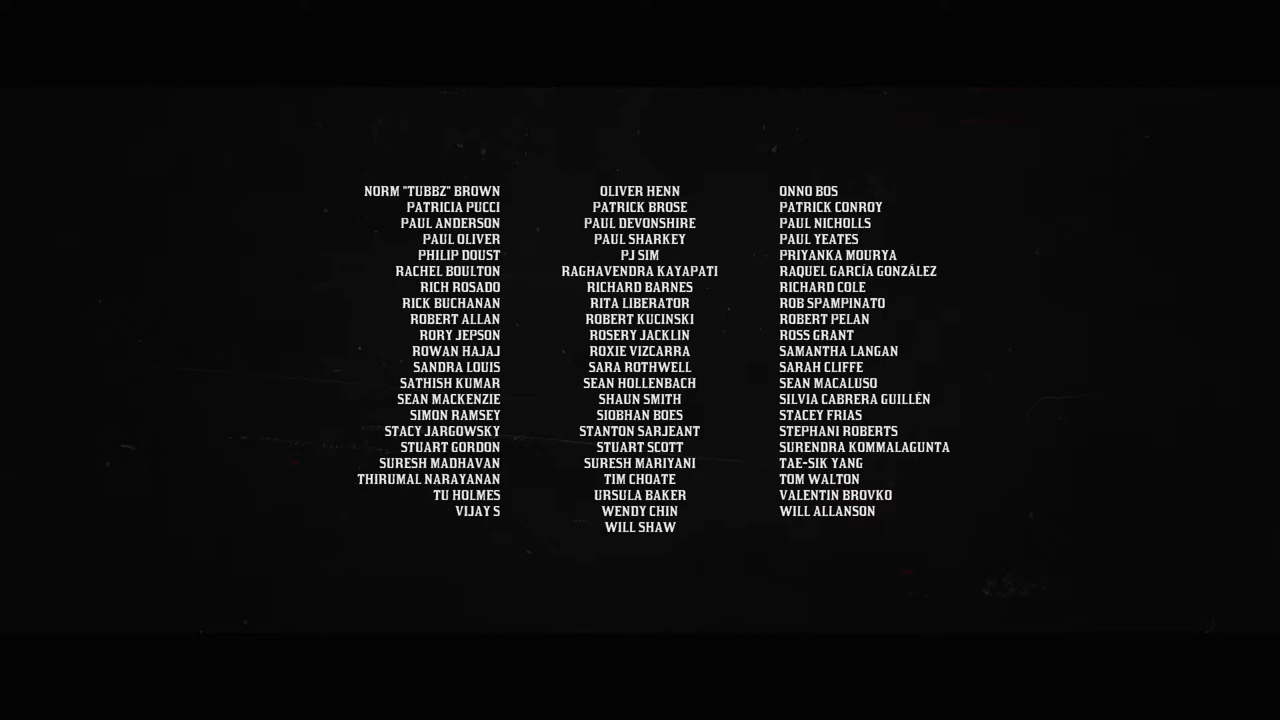 NORM "TUBBZ" BROWN OLIVER HENN ONNO BOS
PATRICIA PUCCI PATRICK BROSE PATRICK CONROY
PAUL ANDERSON PAUL DEVONSHIRE PAUL NICHOLLS
PAUL OLIVER PAUL SHARKEY PAUL YEATES
PHILIP DOUST PJ SIM PRIYANKA MOURYA
RACHEL BOULTON RAGHAVENDRA KAYAPATI RAQUEL GARCÍA GONZÁLEZ
RICH ROSADO RICHARD BARNES RICHARD COLE
RICK BUCHANAN RITA LIBERATOR ROB SPAMPINATO
ROBERT ALLAN ROBERT KUCINSKI ROBERT PELAN
RORY JEPSON ROSERY JACKLIN ROSS GRANT
ROWAN HAJAJ ROXIE VIZCARRA SAMANTHA LANGAN
SANDRA LOUIS SARA ROTHWELL SARAH CLIFFE
SATHISH KUMAR SEAN HOLLENBACH SEAN MACALUSO
SEAN MACKENZIE SHAUN SMITH SILVIA CABRERA GUILLÉN
SIMON RAMSEY SIOBHAN BOES STACEY FRIAS
STACY JARGOWSKY STANTON SARJEANT STEPHANI ROBERTS
STUART GORDON STUART SCOTT SURENDRA KOMMALAGUNTA
SURESH MADHAVAN SURESH MARIYANI TAE-SIK YANG
THIRUMAL NARAYANAN TIM CHOATE TOM WALTON
TU HOLMES URSULA BAKER VALENTIN BROVKO
VIJAY S WENDY CHIN WILL ALLANSON
WILL SHAW